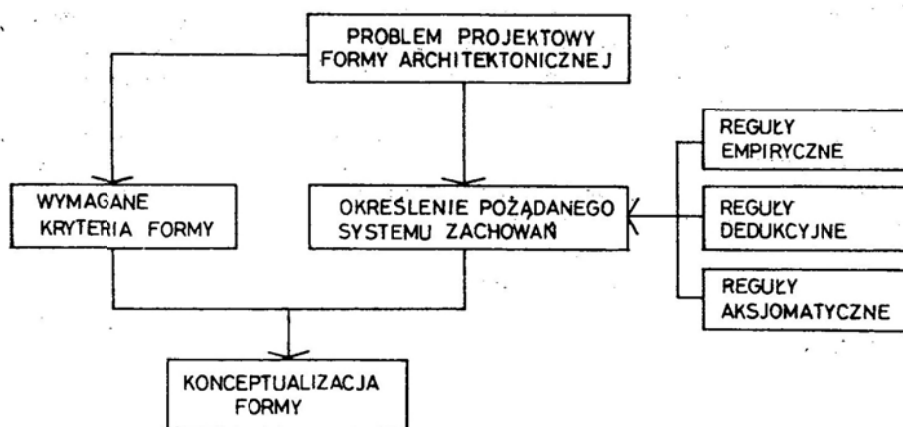 PROBLEM PROJEKTOWY
FORMY ARCHITEKTONICZNEJ
WYMAGANE
KRYTERIA FORMY
OKREŚLENIE POŻĄDANEGO
SYSTEMU ZACHOWAŃ
REGUŁY
EMPIRYCZNE
REGUŁY
DEDUKCYJNE
REGUŁY
AKSJOMATYCZNE
KONCEPTUALIZACJA
FORMY